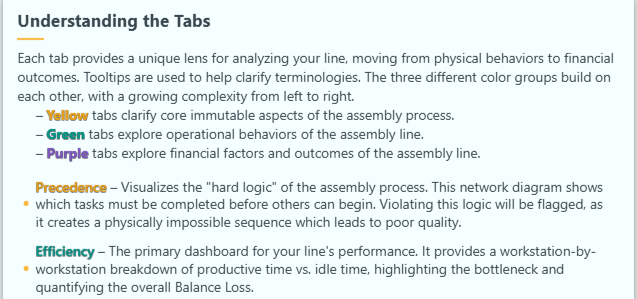 Understanding the Tabs
Each tab provides a unique lens for analyzing your line, moving from physical behaviors to financial
outcomes. Tooltips are used to help clarify terminologies. The three different color groups build on
each other, with a growing complexity from left to right.
– Yellow tabs clarify core immutable aspects of the assembly process.
– Green tabs explore operational behaviors of the assembly line.
– Purple tabs explore financial factors and outcomes of the assembly line.
Precedence – Visualizes the "hard logic" of the assembly process. This network diagram shows
• which tasks must be completed before others can begin. Violating this logic will be flagged, as
it creates a physically impossible sequence which leads to poor quality.
Efficiency – The primary dashboard for your line's performance. It provides a workstation-by-
• workstation breakdown of productive time vs. idle time, highlighting the bottleneck and
quantifying the overall Balance Loss.